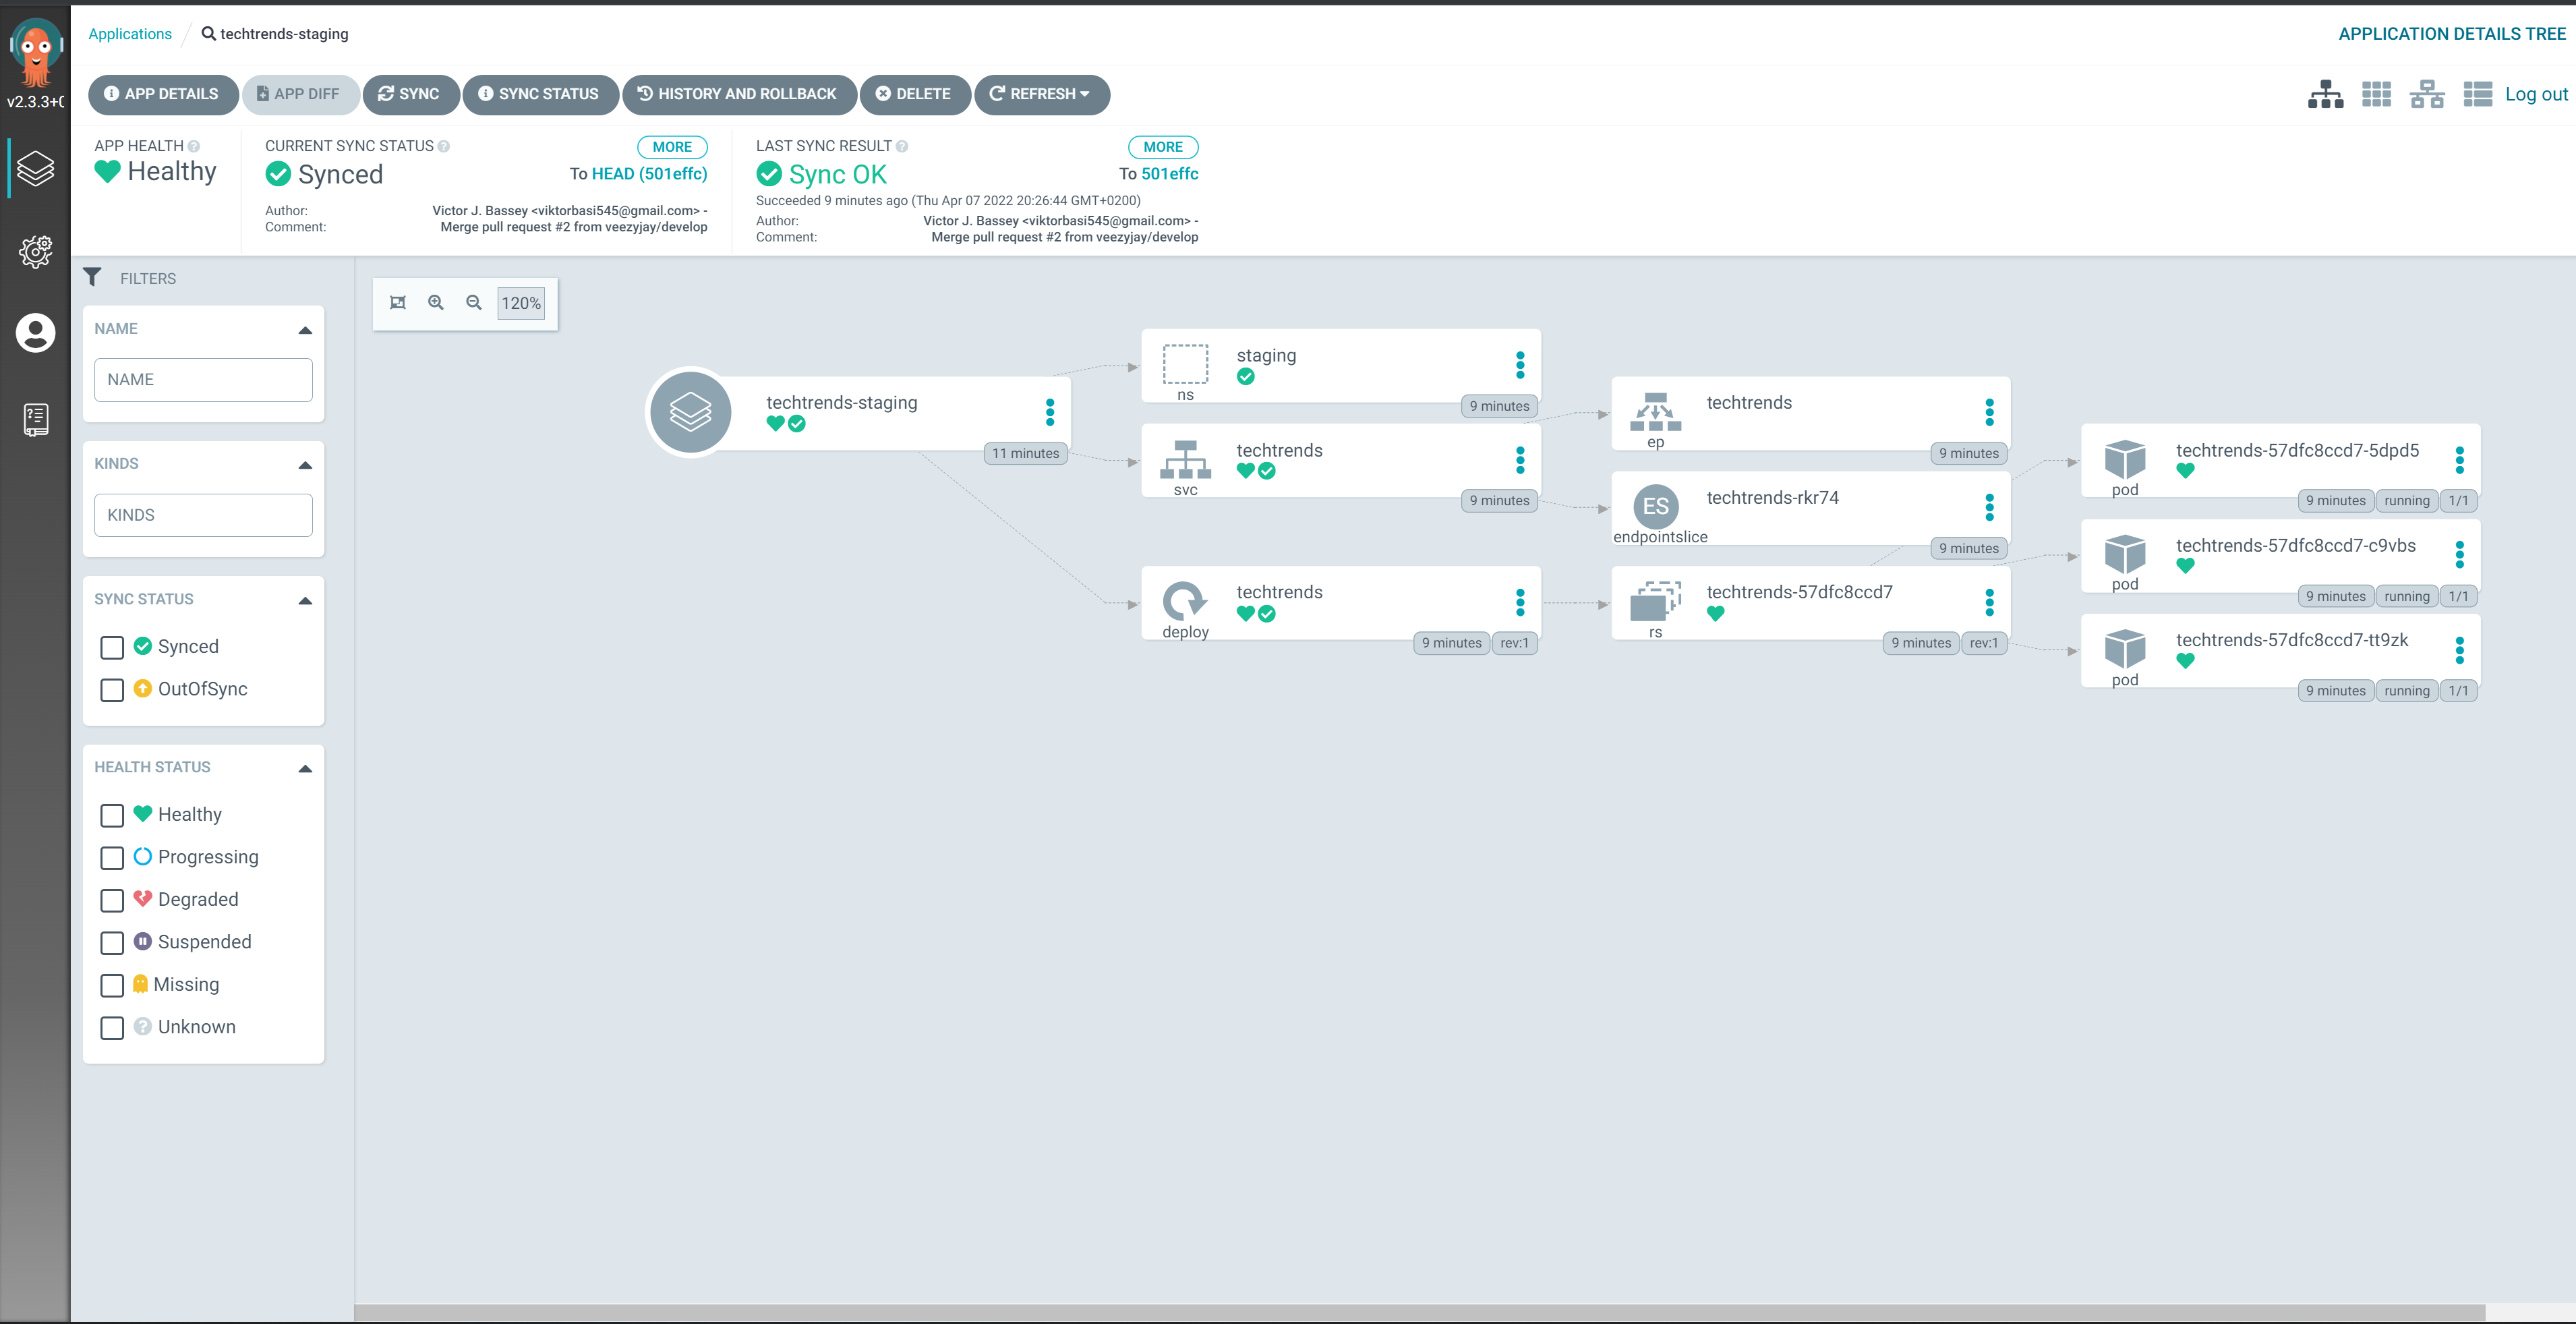 v2.3.3+0
Applications / techtrends-staging
APPLICATION DETAILS TREE
APP DETAILS
APP DIFF
SYNC
SYNC STATUS
HISTORY AND ROLLBACK
DELETE
REFRESH
Log out
APP HEALTH
Healthy
CURRENT SYNC STATUS
MORE
Synced
To HEAD (501effc)
Author: Victor J. Bassey <viktorbasi545@gmail.com> -
Comment: Merge pull request #2 from veezyjay/develop
LAST SYNC RESULT
MORE
Sync OK
To 501effc
Succeeded 9 minutes ago (Thu Apr 07 2022 20:26:44 GMT+0200)
Author: Victor J. Bassey <viktorbasi545@gmail.com> -
Comment: Merge pull request #2 from veezyjay/develop
FILTERS
NAME
NAME
KINDS
KINDS
SYNC STATUS
Synced
OutOfSync
HEALTH STATUS
Healthy
Progressing
Degraded
Suspended
Missing
Unknown
120%
techtrends-staging
11 minutes
staging
ns
9 minutes
techtrends
svc
9 minutes
techtrends
deploy
9 minutes
rev:1
techtrends
ep
9 minutes
ES
techtrends-rkr74
endpointslice
9 minutes
techtrends-57dfc8ccd7
rs
9 minutes
rev:1
techtrends-57dfc8ccd7-5dpd5
pod
9 minutes
running
1/1
techtrends-57dfc8ccd7-c9vbs
pod
9 minutes
running
1/1
techtrends-57dfc8ccd7-tt9zk
pod
9 minutes
running
1/1